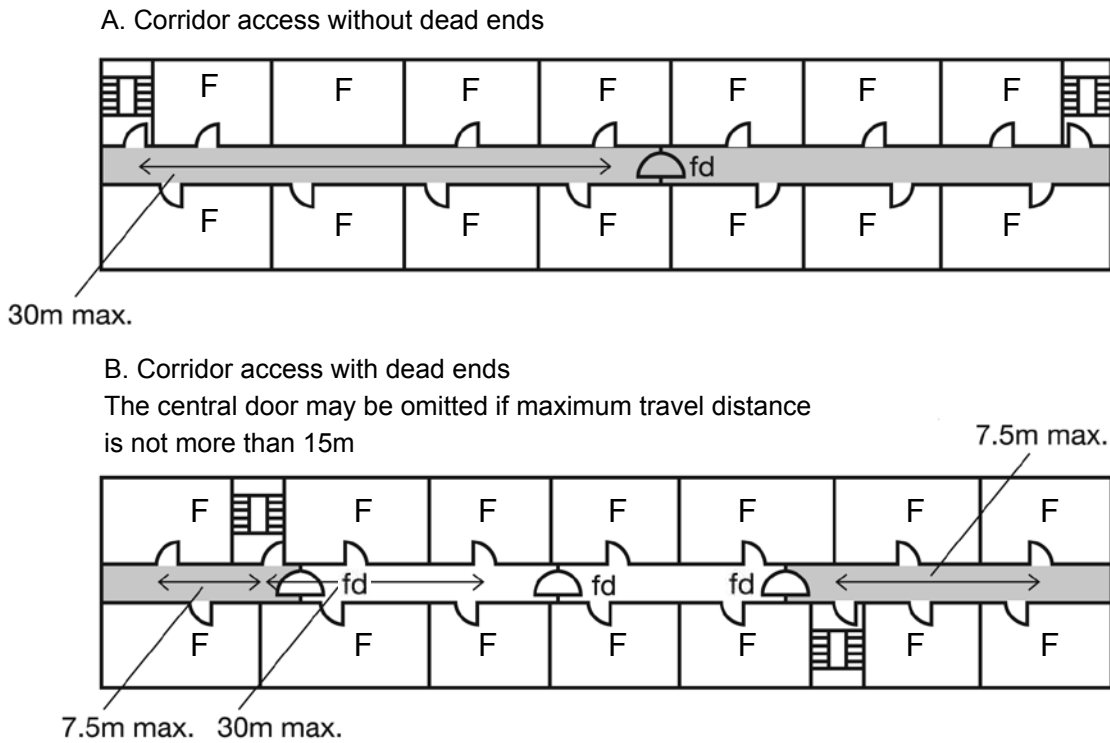 A. Corridor access without dead ends
F F F F F F F
fd
F F F F F F F
30m max.
B. Corridor access with dead ends
The central door may be omitted if maximum travel distance
is not more than 15m
7.5m max.
F F F F F F F
fd fd fd
F F F F F F F
7.5m max. 30m max.